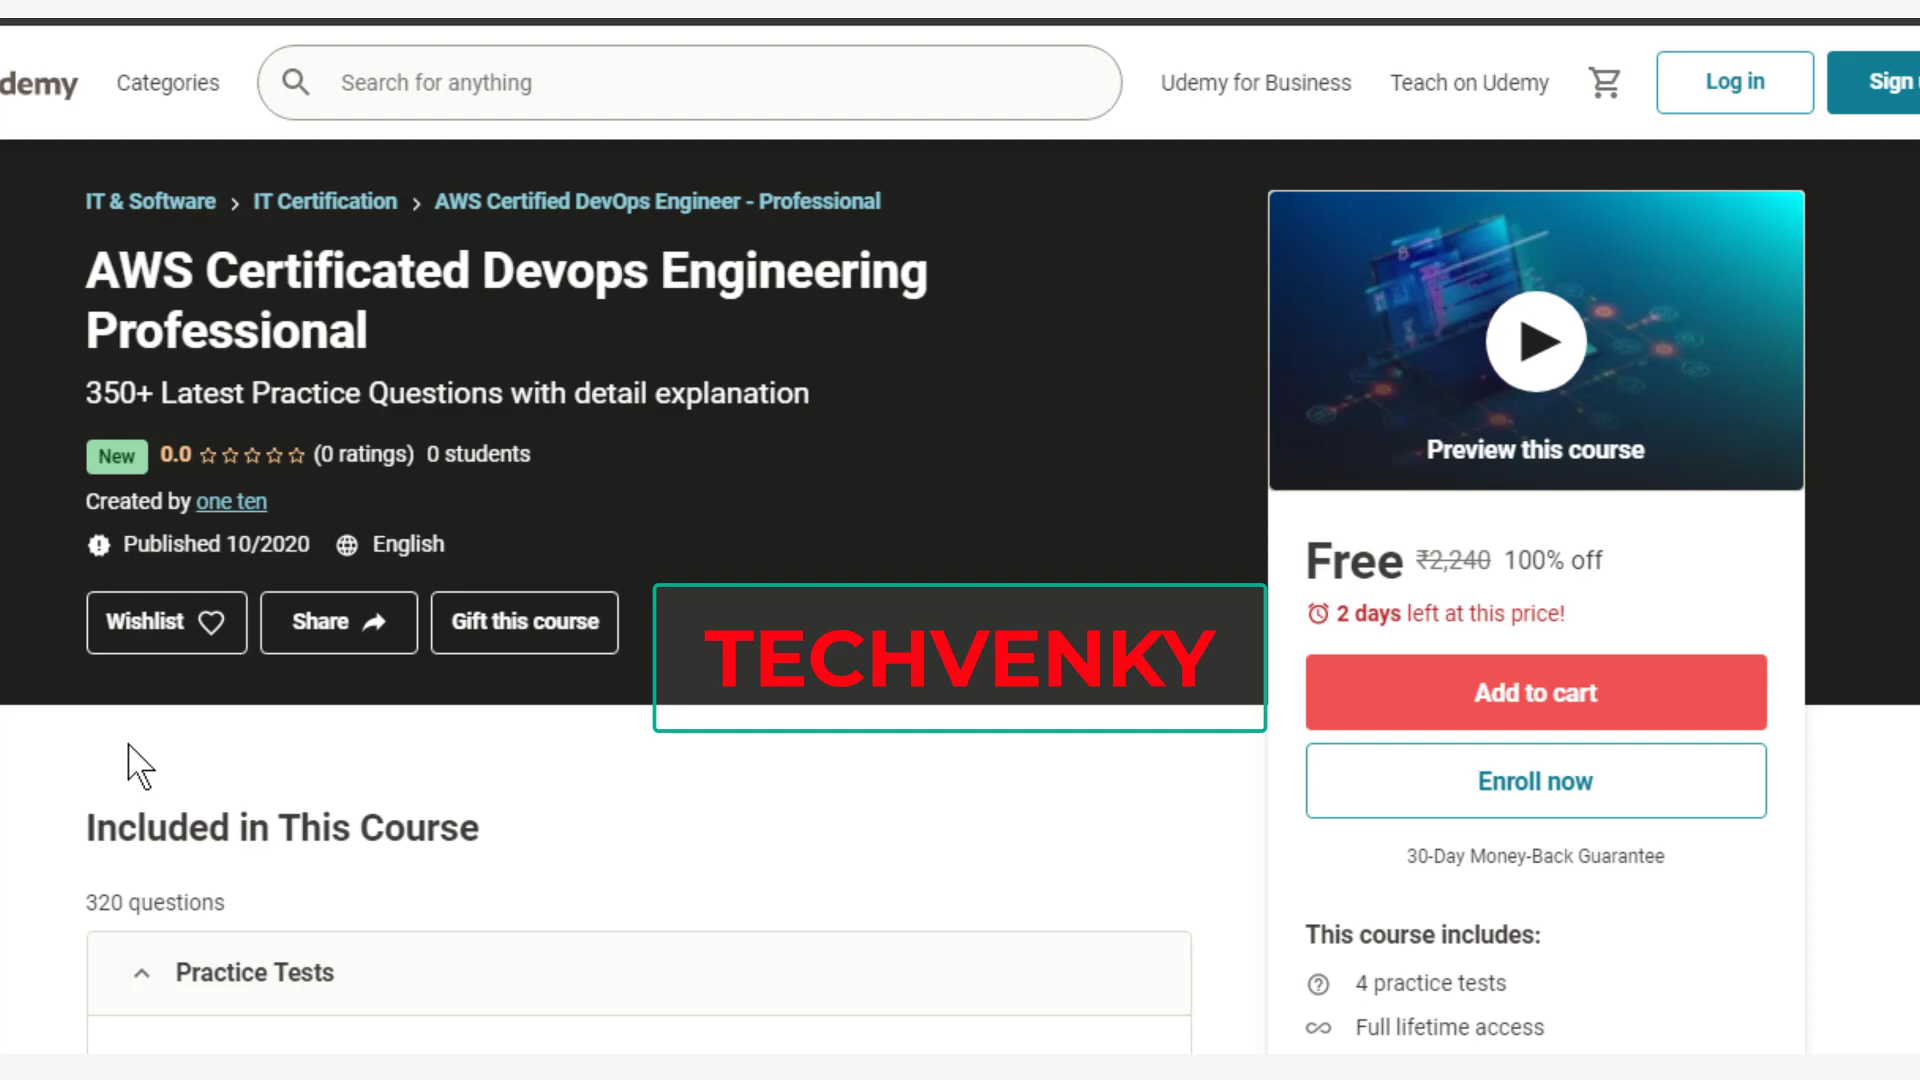 demy Categories Search for anything Udemy for Business Teach on Udemy Log in Sign
IT & Software > IT Certification > AWS Certified DevOps Engineer - Professional
AWS Certificated Devops Engineering
Professional
350+ Latest Practice Questions with detail explanation
New 0.0 (0 ratings) 0 students
Created by one ten
Published 10/2020 English
Wishlist Share Gift this course
TECHVENKY
Included in This Course
320 questions
Practice Tests
Preview this course
Free ₹2,240 100% off
2 days left at this price!
Add to cart
Enroll now
30-Day Money-Back Guarantee
This course includes:
4 practice tests
Full lifetime access